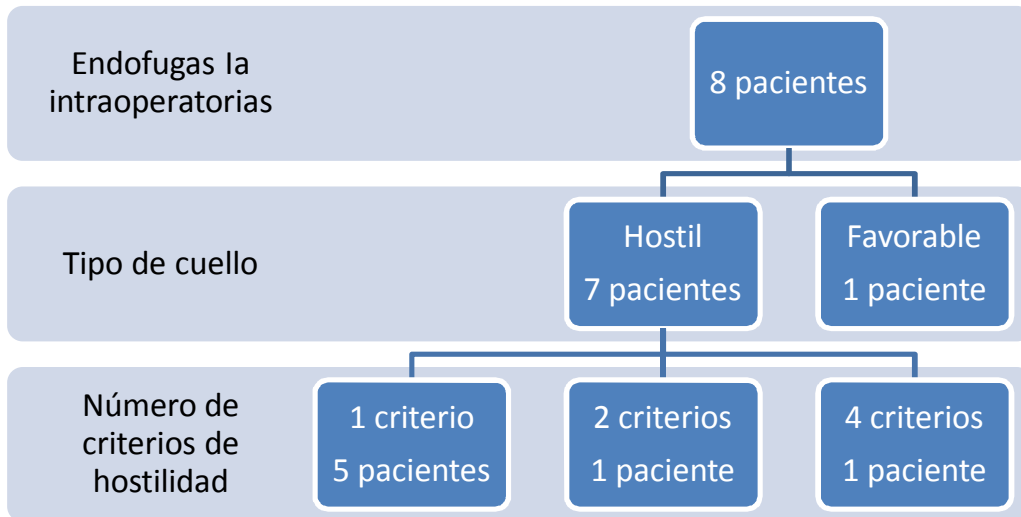 Endofugas Ia
intraoperatorias
8 pacientes
Tipo de cuello
Hostil
7 pacientes
Favorable
1 paciente
Número de
criterios de
hostilidad
1 criterio
5 pacientes
2 criterios
1 paciente
4 criterios
1 paciente